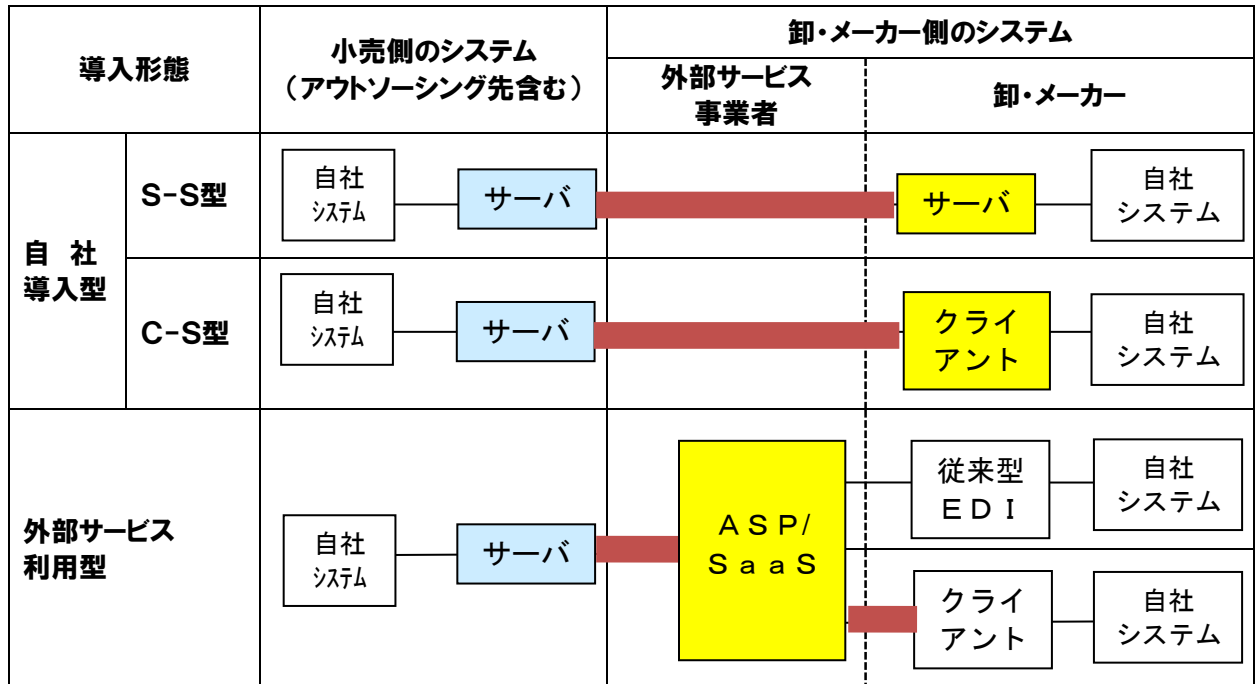 導入形態
小売側のシステム
（アウトソーシング先含む）
卸・メーカー側のシステム
外部サービス
事業者
卸・メーカー
自 社
導入型
S-S型
自社
ｼｽﾃﾑ
サーバ
サーバ
自社
システム
C-S型
自社
ｼｽﾃﾑ
サーバ
クライ
アント
自社
システム
外部サービス
利用型
自社
ｼｽﾃﾑ
サーバ
ＡＳＰ/
ＳａａＳ
従来型
ＥＤＩ
自社
システム
クライ
アント
自社
システム